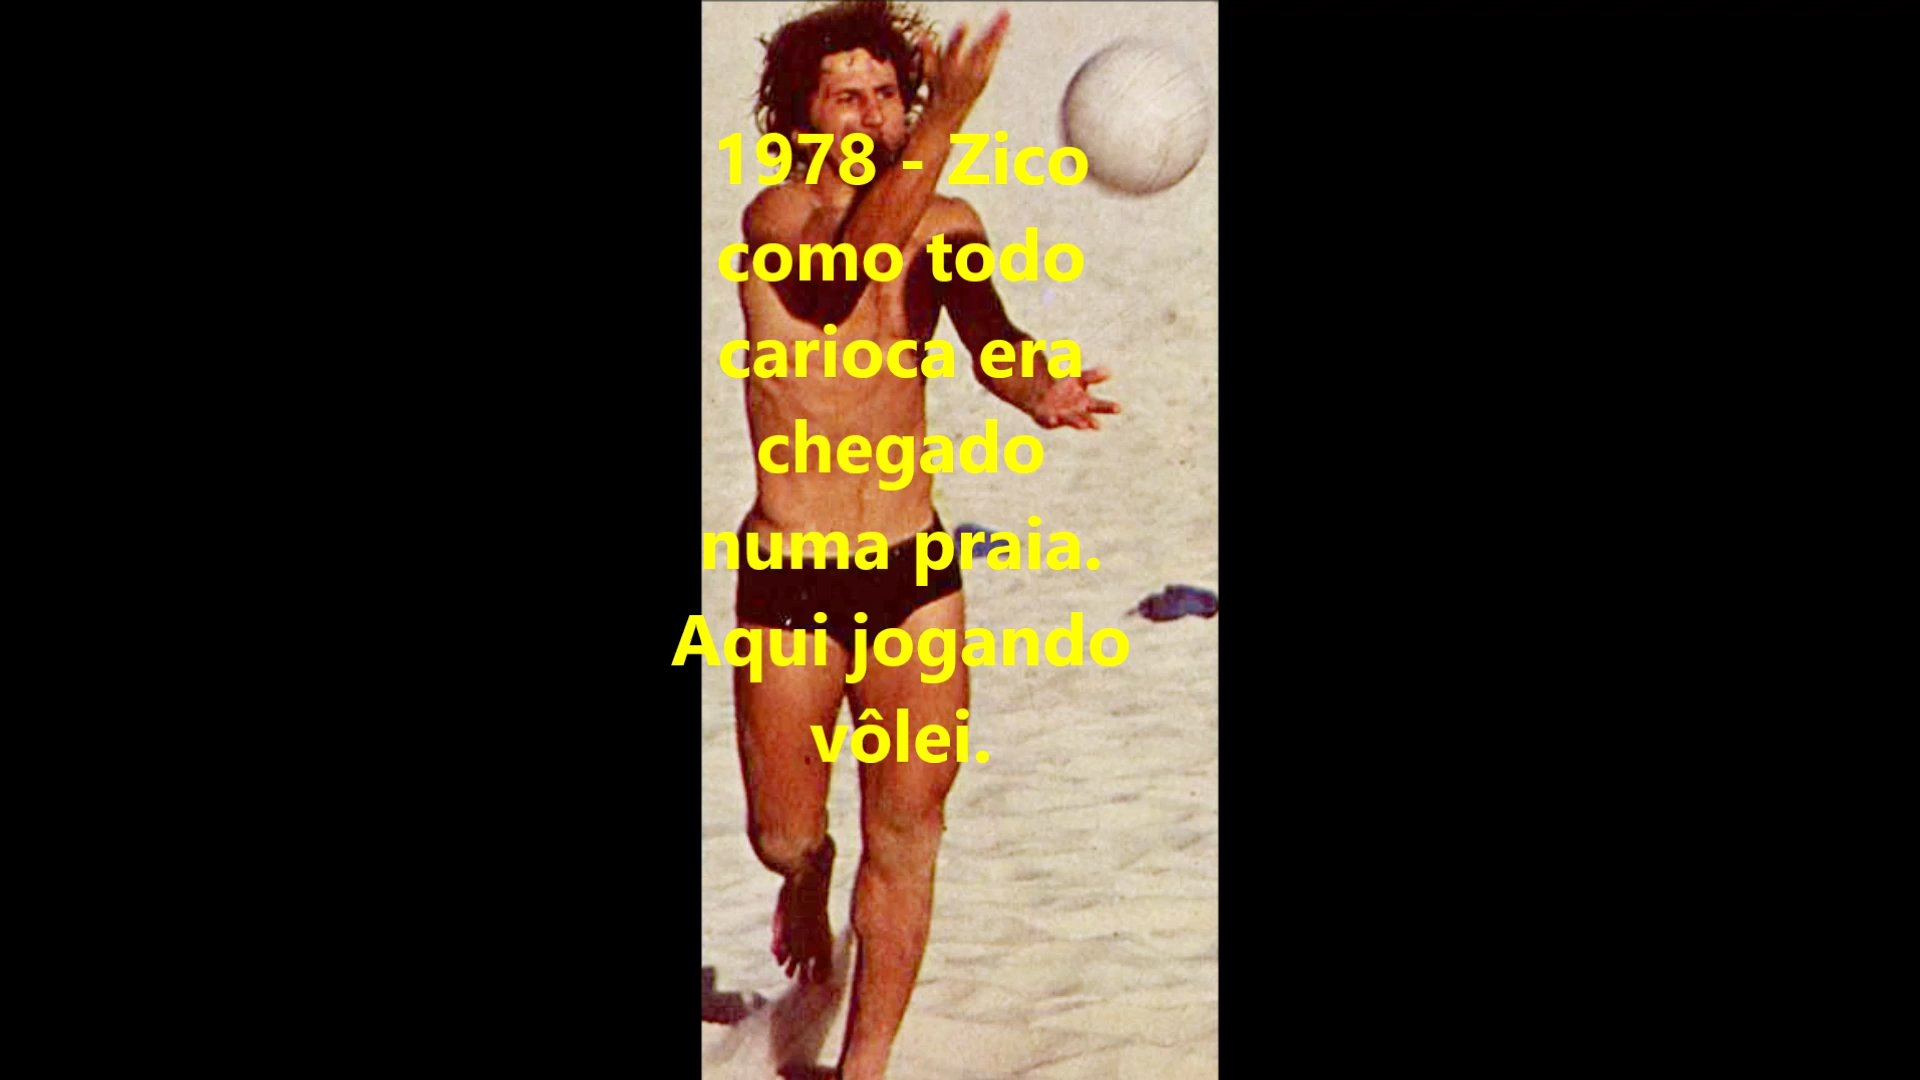 1978 - Zico
como todo
carioca era
chegado
numa praia.
Aqui jogando
vôlei.